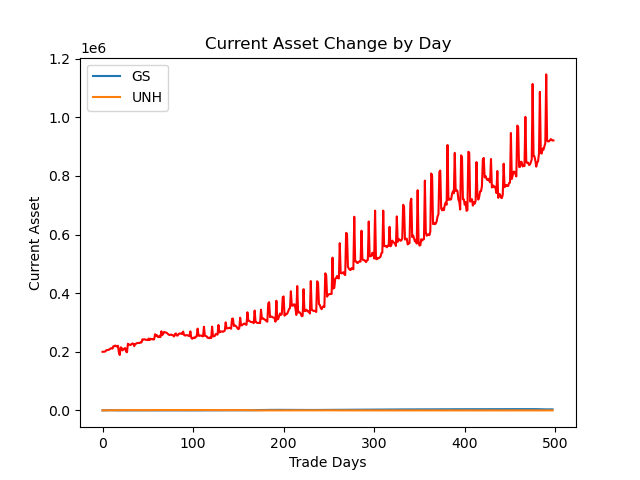 Current Asset Change by Day
1e6
GS
UNH
1.2
1.0
0.8
0.6
0.4
0.2
0.0
Current Asset
0 100 200 300 400 500
Trade Days